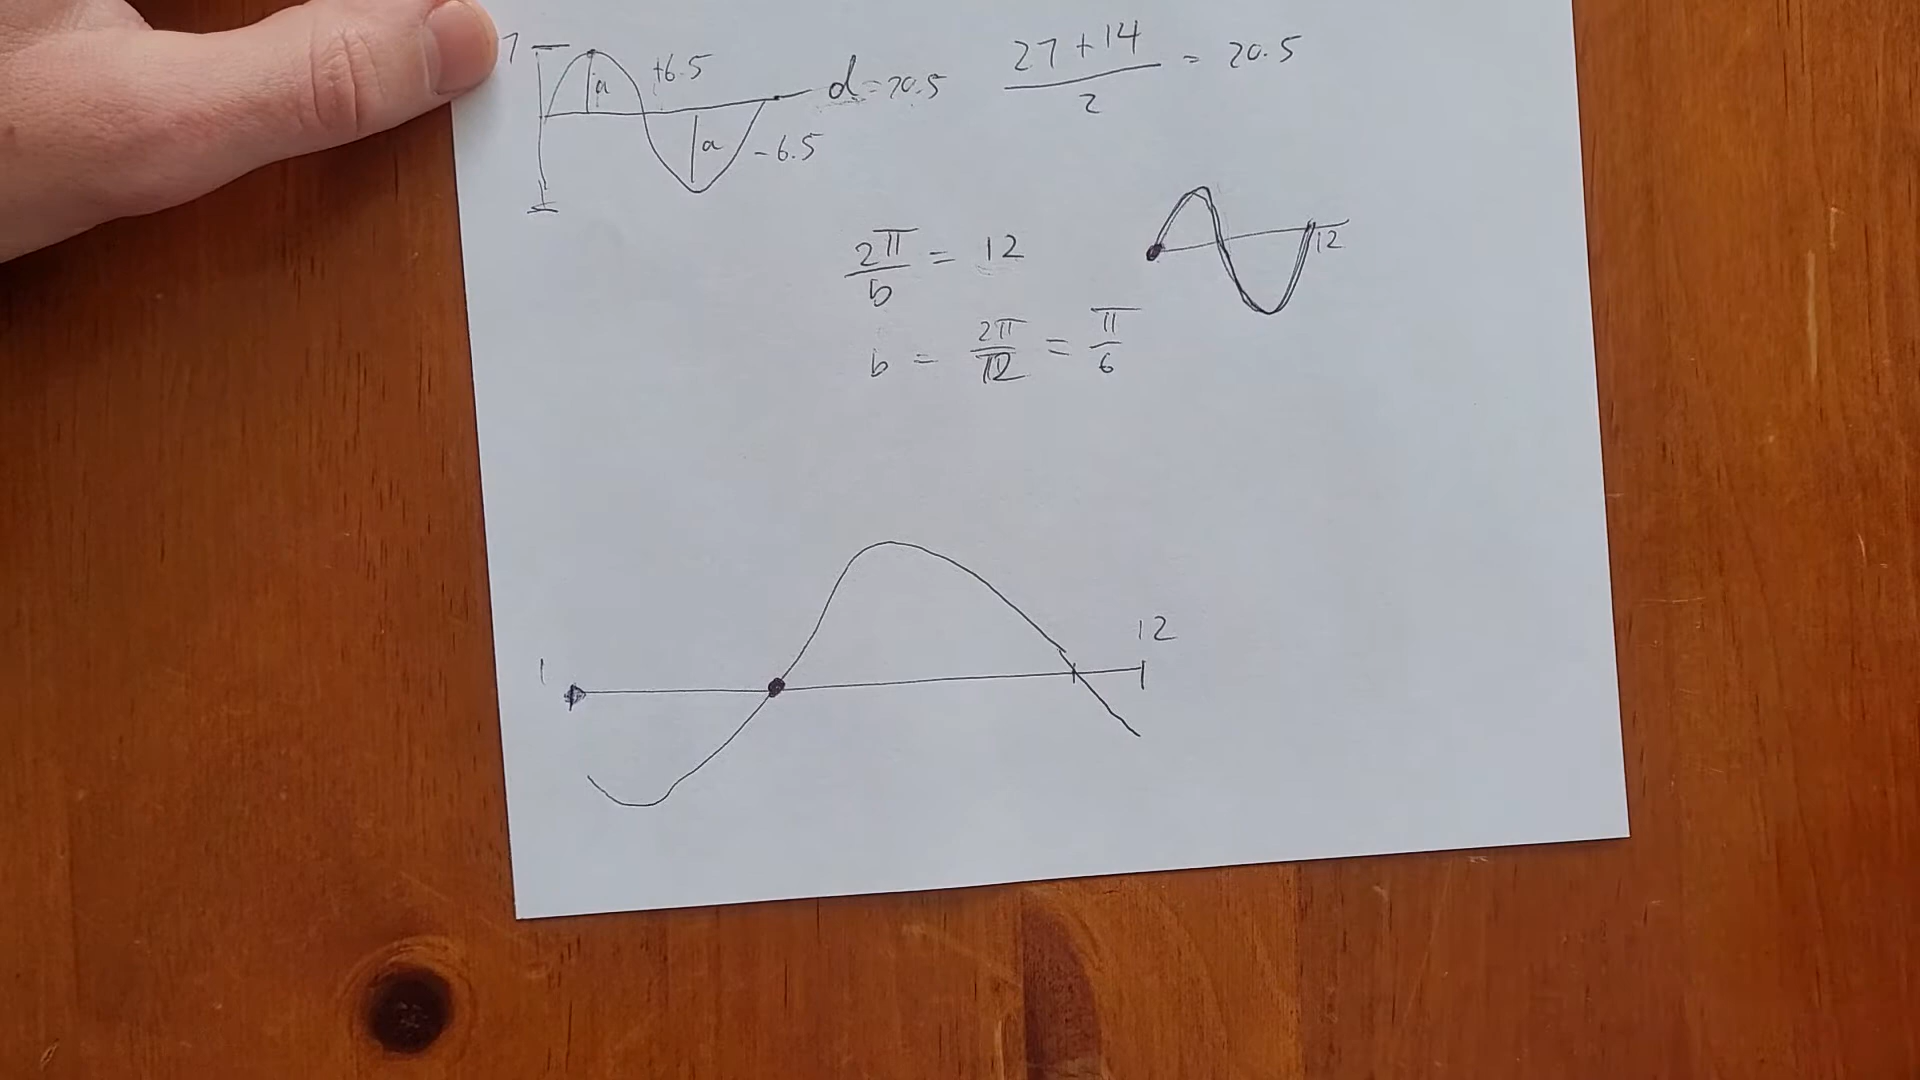 7
a
+6.5
d = 20.5
27 + 14 / 2 = 20.5
a
- 6.5
2π / b = 12
12
b = 2π / 12 = π / 6
1
12